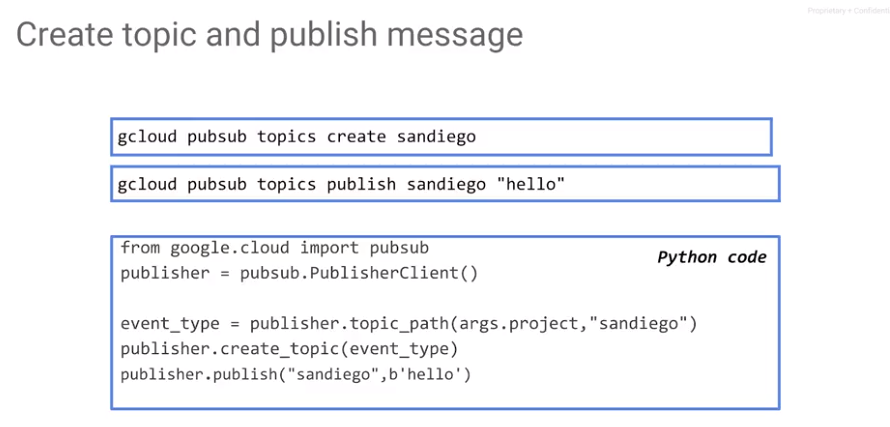 Proprietary + Confidenti
Create topic and publish message
gcloud pubsub topics create sandiego
gcloud pubsub topics publish sandiego "hello"
from google.cloud import pubsub
Python code
publisher = pubsub.PublisherClient()
event_type = publisher.topic_path(args.project,"sandiego")
publisher.create_topic(event_type)
publisher.publish("sandiego",b'hello')